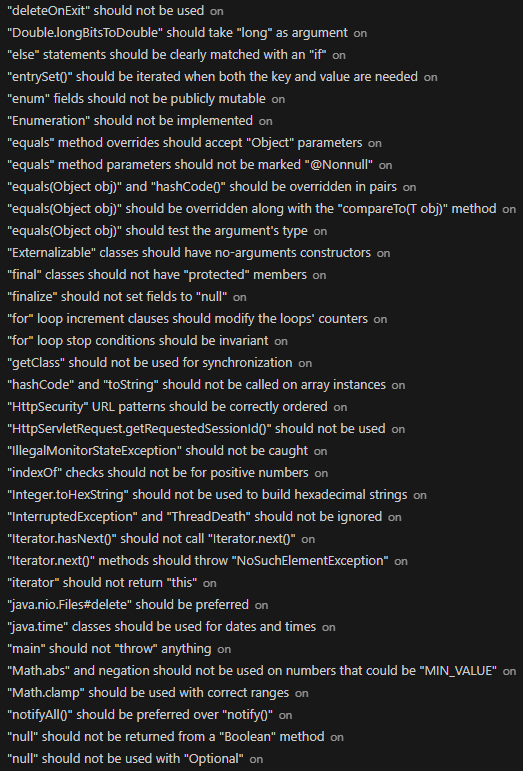 "deleteOnExit" should not be used on
"Double.longBitsToDouble" should take "long" as argument on
"else" statements should be clearly matched with an "if" on
"entrySet()" should be iterated when both the key and value are needed on
"enum" fields should not be publicly mutable on
"Enumeration" should not be implemented on
"equals" method overrides should accept "Object" parameters on
"equals" method parameters should not be marked "@Nonnull" on
"equals(Object obj)" and "hashCode()" should be overridden in pairs on
"equals(Object obj)" should be overridden along with the "compareTo(T obj)" method on
"equals(Object obj)" should test the argument's type on
"Externalizable" classes should have no-arguments constructors on
"final" classes should not have "protected" members on
"finalize" should not set fields to "null" on
"for" loop increment clauses should modify the loops' counters on
"for" loop stop conditions should be invariant on
"getClass" should not be used for synchronization on
"hashCode" and "toString" should not be called on array instances on
"HttpSecurity" URL patterns should be correctly ordered on
"HttpServletRequest.getRequestedSessionId()" should not be used on
"IllegalMonitorStateException" should not be caught on
"indexOf" checks should not be for positive numbers on
"Integer.toHexString" should not be used to build hexadecimal strings on
"InterruptedException" and "ThreadDeath" should not be ignored on
"Iterator.hasNext()" should not call "Iterator.next()" on
"Iterator.next()" methods should throw "NoSuchElementException" on
"iterator" should not return "this" on
"java.nio.Files#delete" should be preferred on
"java.time" classes should be used for dates and times on
"main" should not "throw" anything on
"Math.abs" and negation should not be used on numbers that could be "MIN_VALUE" on
"Math.clamp" should be used with correct ranges on
"notifyAll()" should be preferred over "notify()" on
"null" should not be returned from a "Boolean" method on
"null" should not be used with "Optional" on